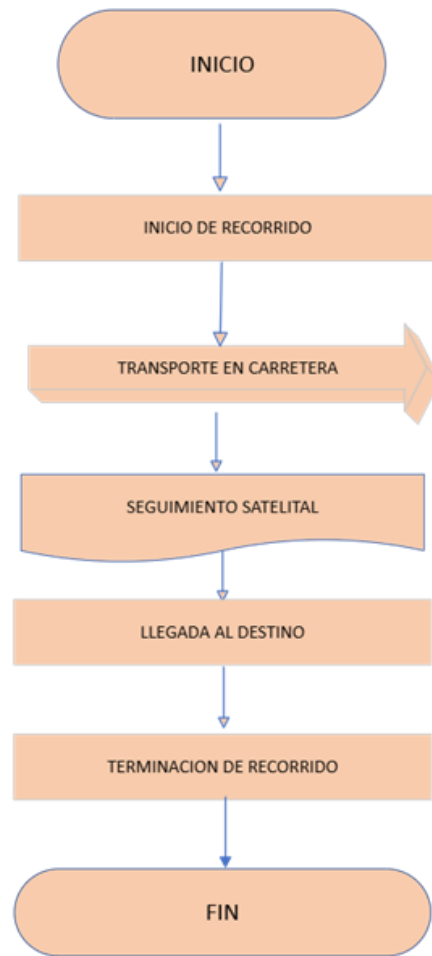 INICIO
INICIO DE RECORRIDO
TRANSPORTE EN CARRETERA
SEGUIMIENTO SATELITAL
LLEGADA AL DESTINO
TERMINACION DE RECORRIDO
FIN